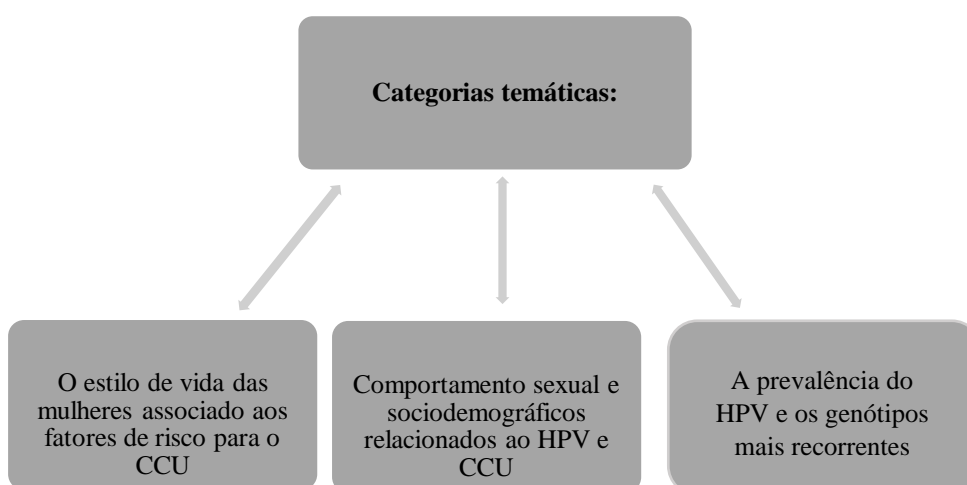 Categorias temáticas:
O estilo de vida das
mulheres associado aos
fatores de risco para o
CCU
Comportamento sexual e
sociodemográficos
relacionados ao HPV e
CCU
A prevalência do
HPV e os genótipos
mais recorrentes